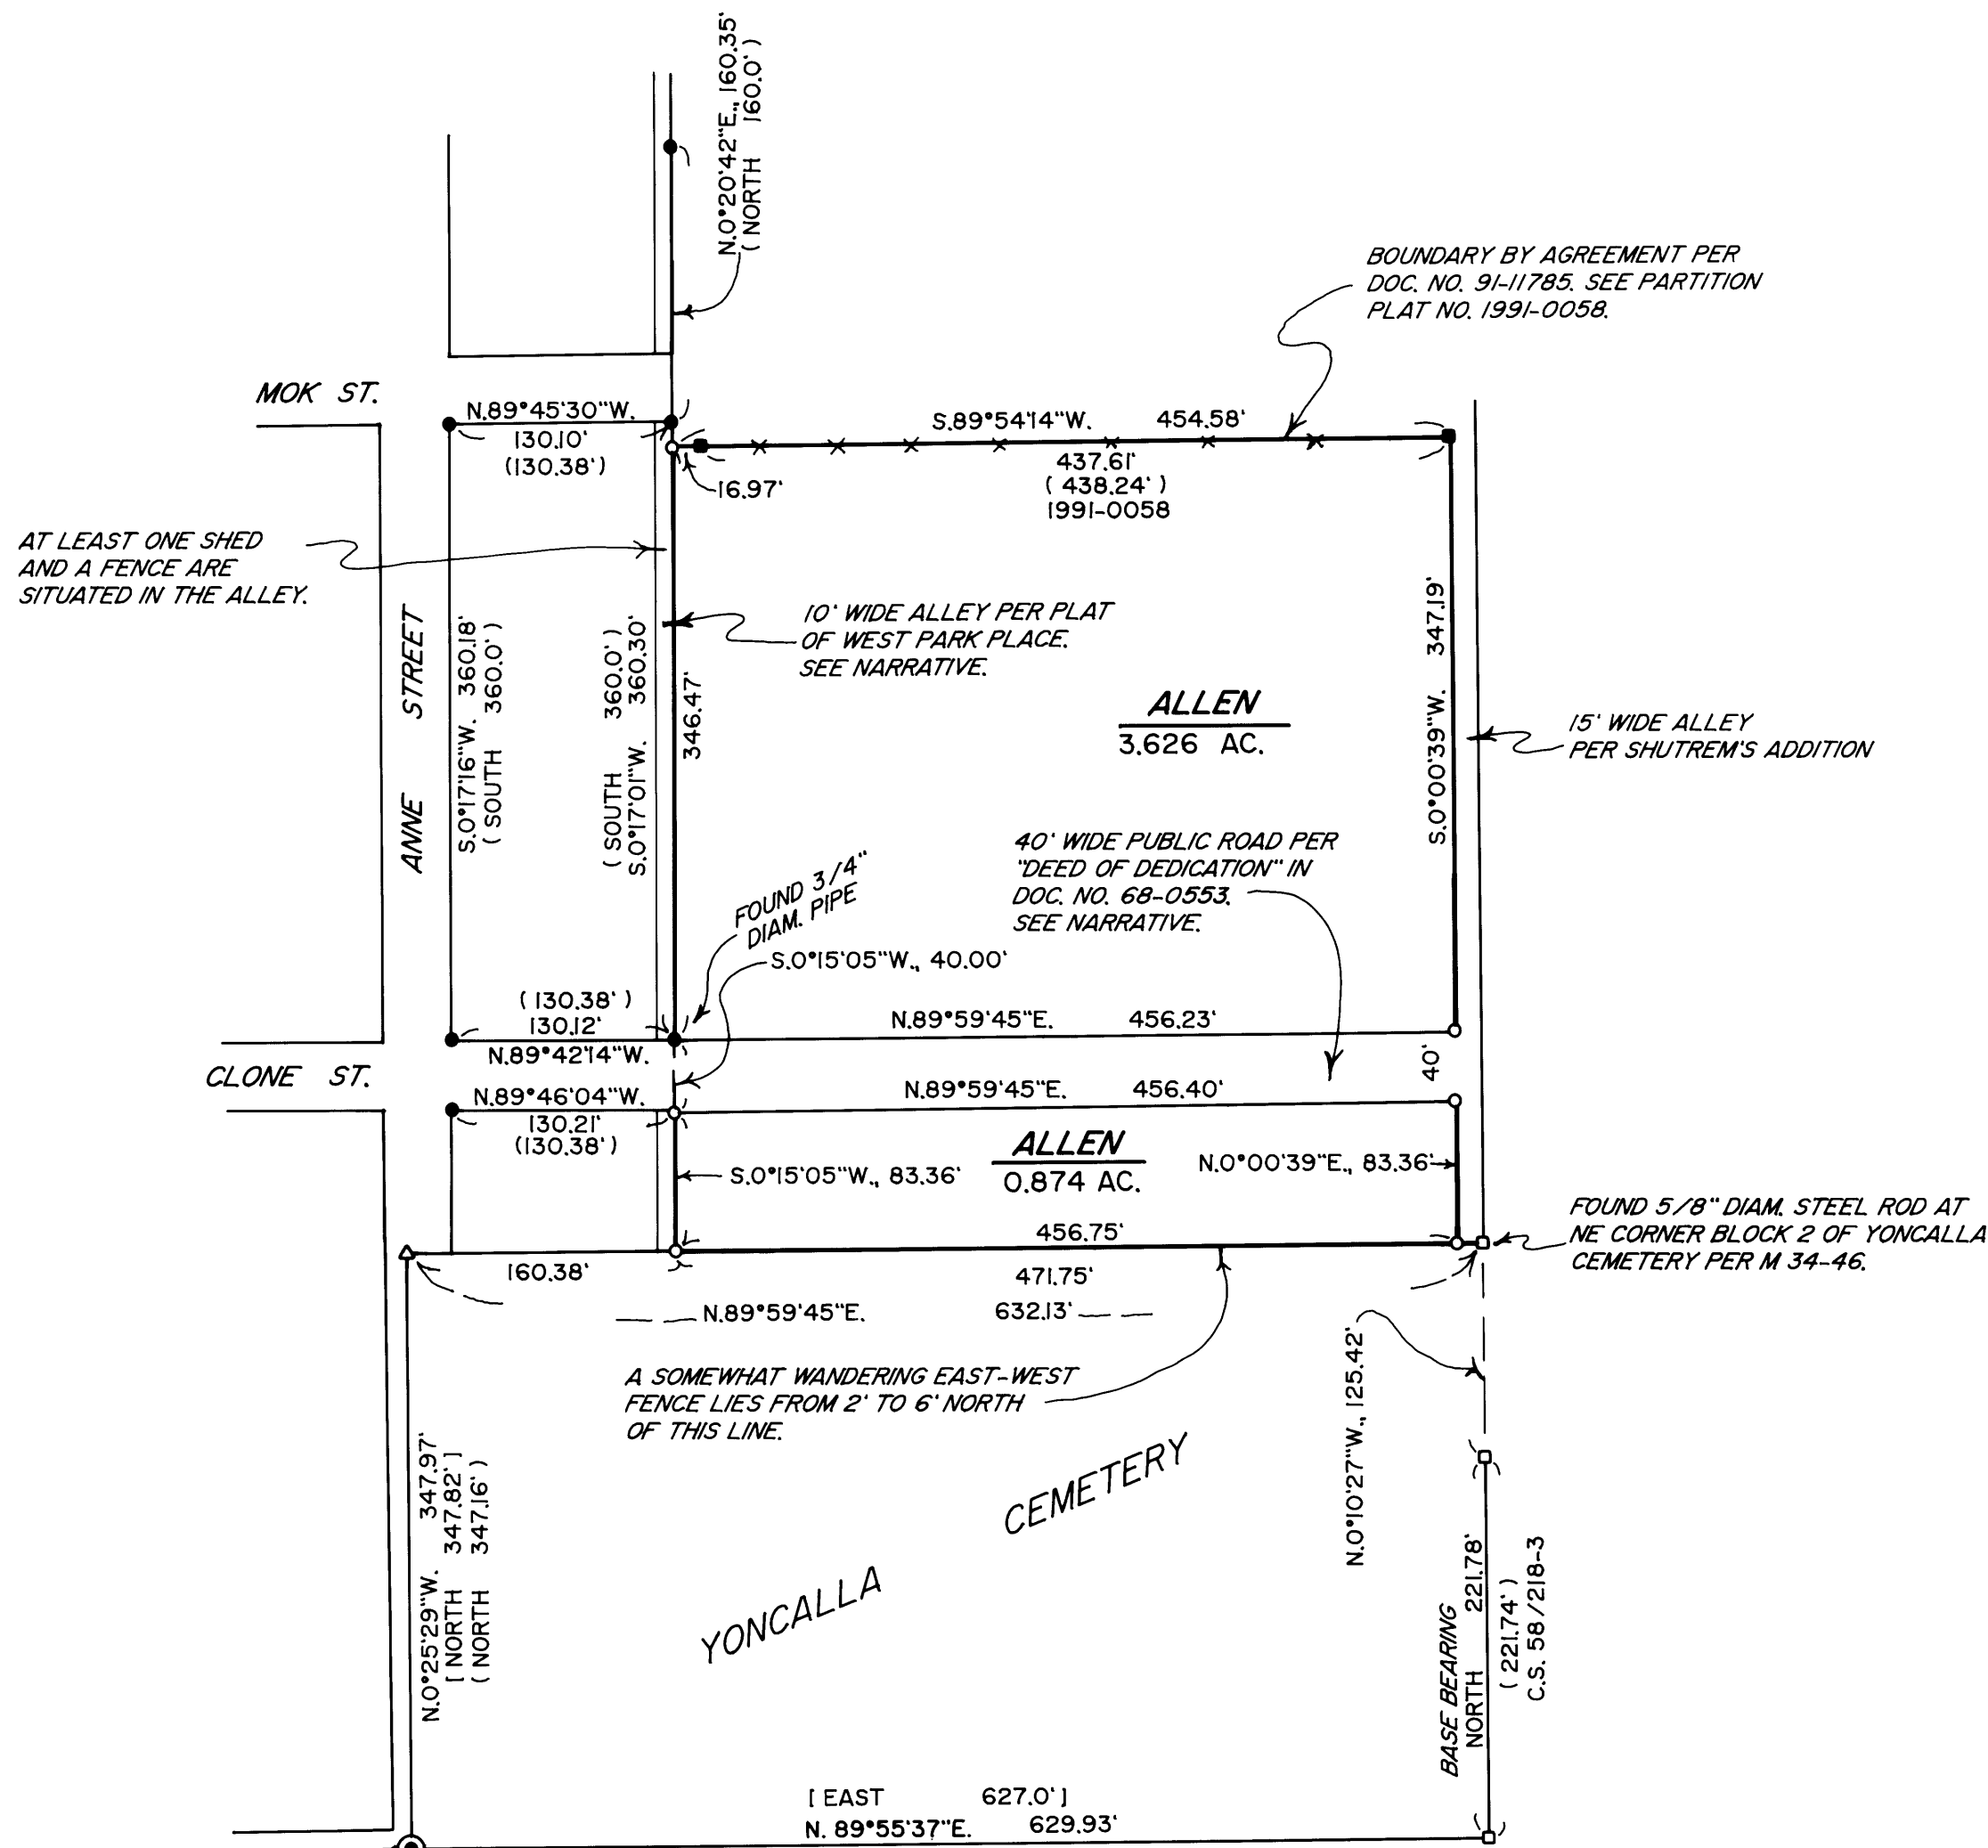 N.0°20'42"E., 160.35'
( NORTH 160.0' )
BOUNDARY BY AGREEMENT PER
DOC. NO. 91-11785. SEE PARTITION
PLAT NO. 1991-0058.
MOK ST.
N.89°45'30"W.
130.10'
(130.38')
S.89°54'14"W. 454.58'
437.61'
( 438.24' )
1991-0058
16.97'
AT LEAST ONE SHED
AND A FENCE ARE
SITUATED IN THE ALLEY.
ANNE STREET
S.0°17'16"W. 360.18'
( SOUTH 360.0' )
( SOUTH 360.0' )
S.0°17'01"W. 360.30'
346.47'
10' WIDE ALLEY PER PLAT
OF WEST PARK PLACE.
SEE NARRATIVE.
ALLEN
3.626 AC.
S.0°00'39"W. 347.19'
15' WIDE ALLEY
PER SHUTREM'S ADDITION
40' WIDE PUBLIC ROAD PER
"DEED OF DEDICATION" IN
DOC. NO. 68-0553.
SEE NARRATIVE.
FOUND 3/4"
DIAM. PIPE
S.0°15'05"W., 40.00'
( 130.38' )
130.12'
N.89°42'14"W.
N.89°59'45"E. 456.23'
40'
CLONE ST.
N.89°46'04"W.
130.21'
(130.38')
N.89°59'45"E. 456.40'
ALLEN
0.874 AC.
S.0°15'05"W., 83.36'
N.0°00'39"E., 83.36'
FOUND 5/8" DIAM. STEEL ROD AT
NE CORNER BLOCK 2 OF YONCALLA
CEMETERY PER M 34-46.
456.75'
160.38'
471.75'
N.89°59'45"E. 632.13'
A SOMEWHAT WANDERING EAST-WEST
FENCE LIES FROM 2' TO 6' NORTH
OF THIS LINE.
N.0°10'27"W., 125.42'
N.0°25'29"W. 347.97'
[ NORTH 347.82' ]
( NORTH 347.16' )
YONCALLA CEMETERY
BASE BEARING
NORTH 221.78'
( 221.74' )
C.S. 58/218-3
[ EAST 627.0' ]
N. 89°55'37"E. 629.93'